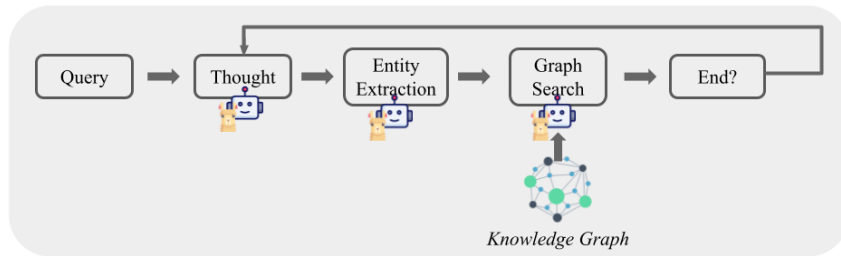 Query
Thought
Entity
Extraction
Graph
Search
End?
Knowledge Graph